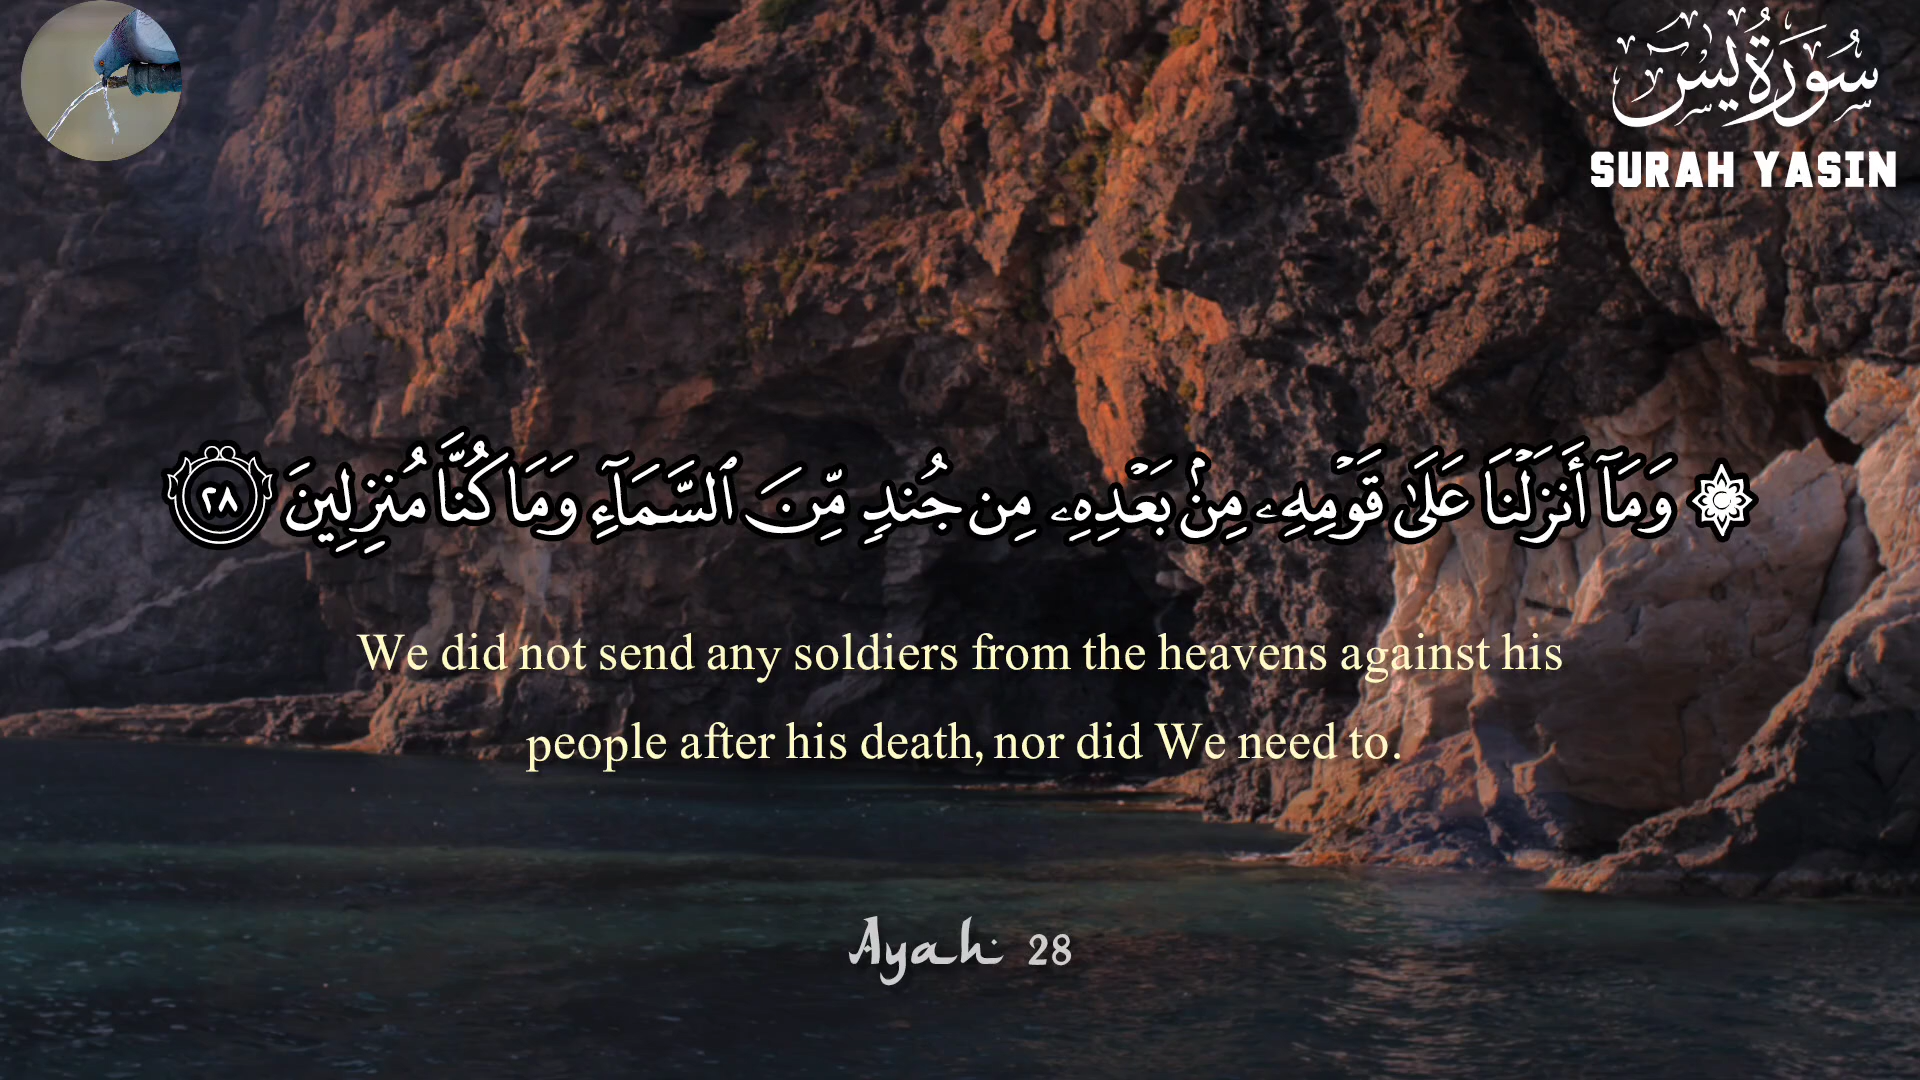 سُورَةُ يس
SURAH YASIN
۞ وَمَآ أَنزَلْنَا عَلَىٰ قَوْمِهِۦ مِنۢ بَعْدِهِۦ مِن جُندٍ مِّنَ ٱلسَّمَآءِ وَمَا كُنَّا مُنزِلِينَ ٢٨
We did not send any soldiers from the heavens against his
people after his death, nor did We need to.
Ayah 28